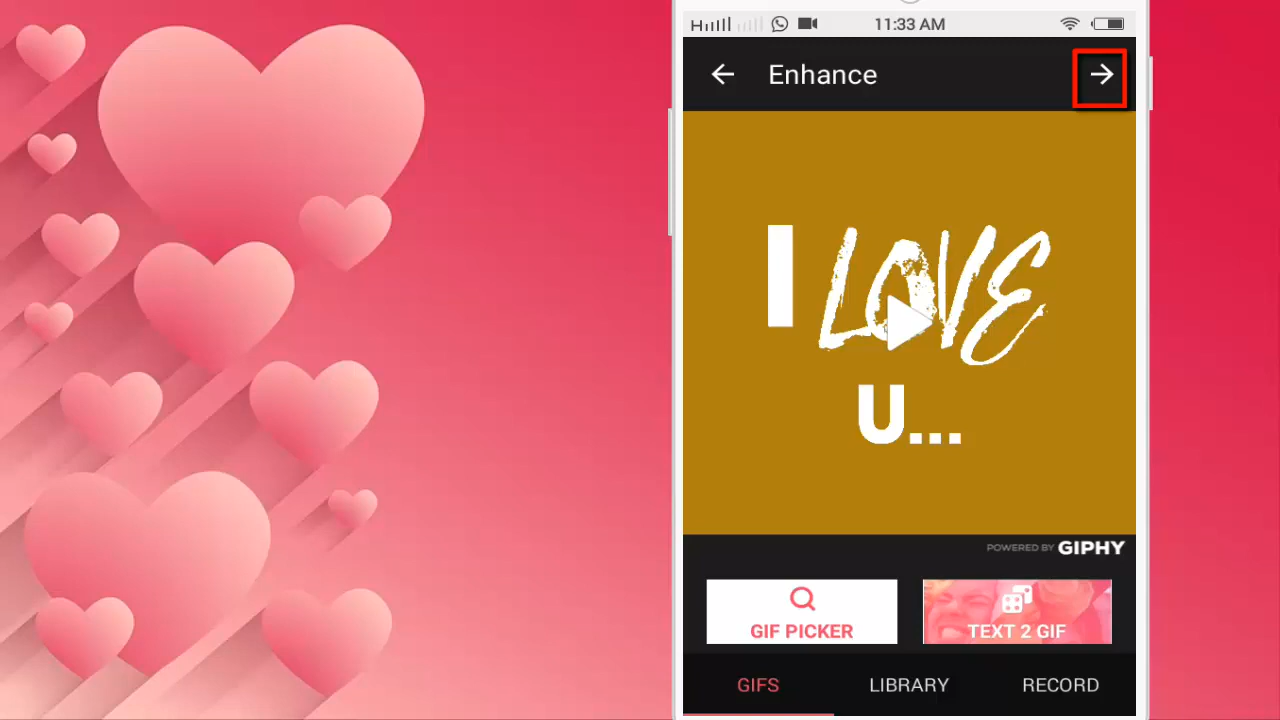 11:33 AM
Enhance
I LOVE
U...
POWERED BY GIPHY
GIF PICKER
TEXT 2 GIF
GIFS
LIBRARY
RECORD